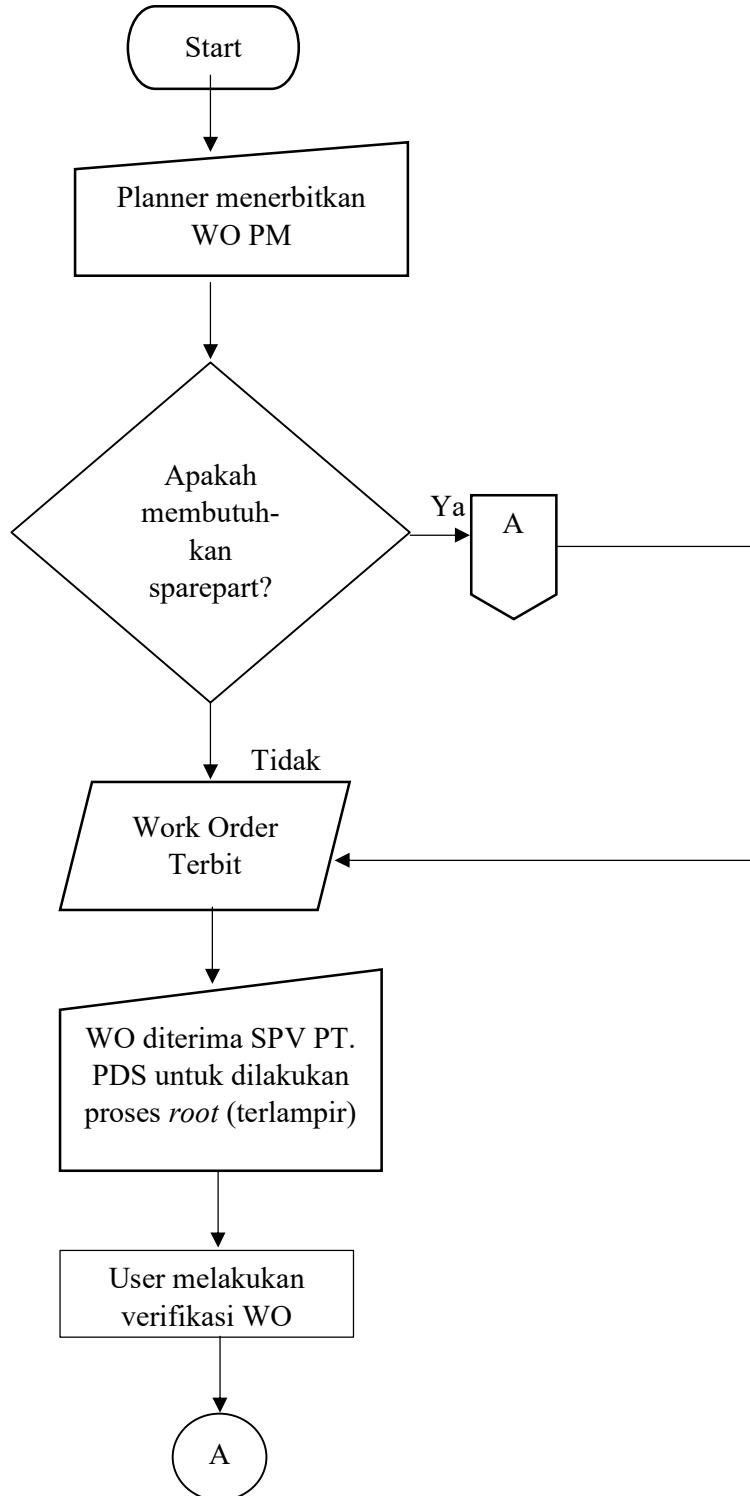 Start
Planner menerbitkan
WO PM
Apakah
membutuh-
kan
sparepart?
Ya
A
Tidak
Work Order
Terbit
WO diterima SPV PT.
PDS untuk dilakukan
proses root (terlampir)
User melakukan
verifikasi WO
A